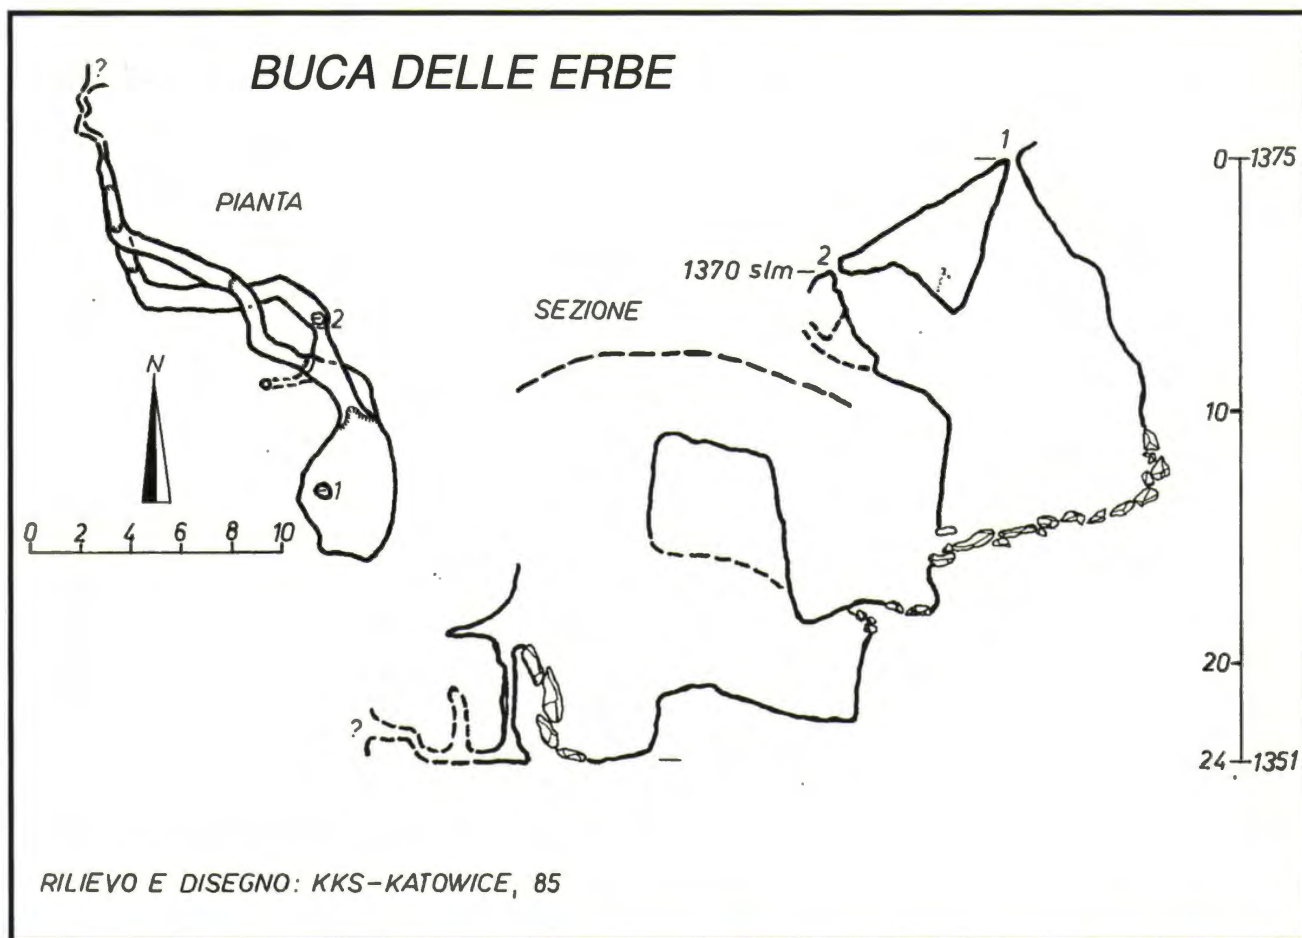 ?
BUCA DELLE ERBE
PIANTA
1
0 1375
2
1370 slm
?
SEZIONE
2
N
10
1
0 2 4 6 8 10
20
?
24 1351
RILIEVO E DISEGNO: KKS-KATOWICE, 85